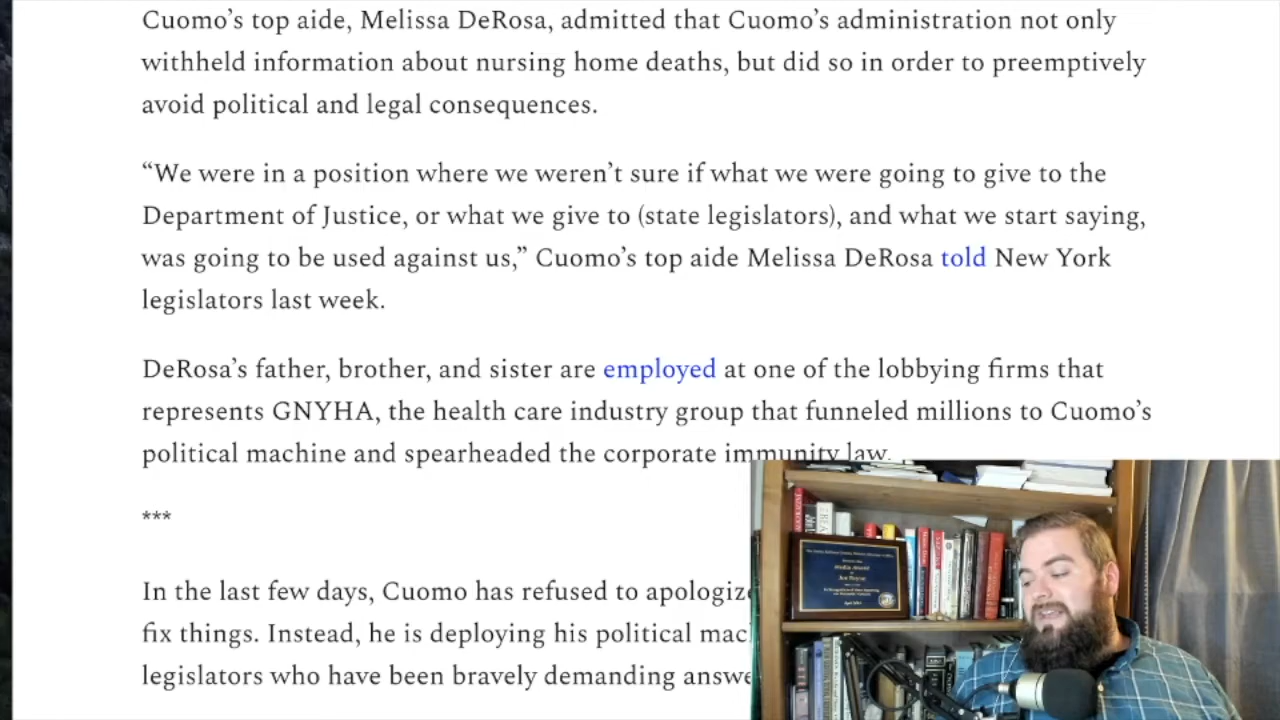 Cuomo’s top aide, Melissa DeRosa, admitted that Cuomo’s administration not only
withheld information about nursing home deaths, but did so in order to preemptively
avoid political and legal consequences.
“We were in a position where we weren’t sure if what we were going to give to the
Department of Justice, or what we give to (state legislators), and what we start saying,
was going to be used against us,” Cuomo’s top aide Melissa DeRosa told New York
legislators last week.
DeRosa’s father, brother, and sister are employed at one of the lobbying firms that
represents GNYHA, the health care industry group that funneled millions to Cuomo’s
political machine and spearheaded the corporate immunity law.
***
In the last few days, Cuomo has refused to apologize
fix things. Instead, he is deploying his political mac
legislators who have been bravely demanding answe
Media Award